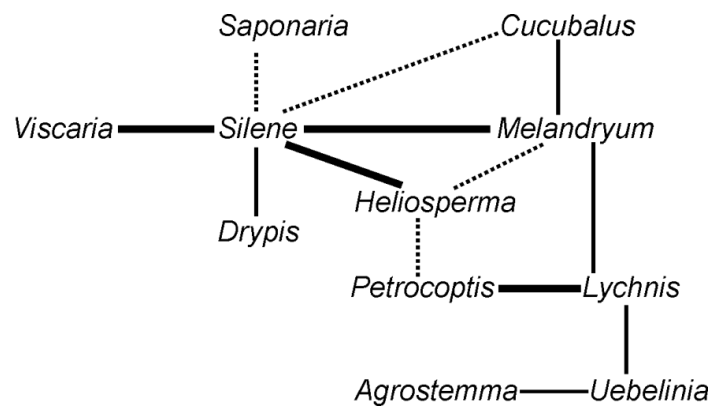 Saponaria Cucubalus
Viscaria Silene Melandryum
Heliosperma
Drypis
Petrocoptis Lychnis
Agrostemma Uebelinia